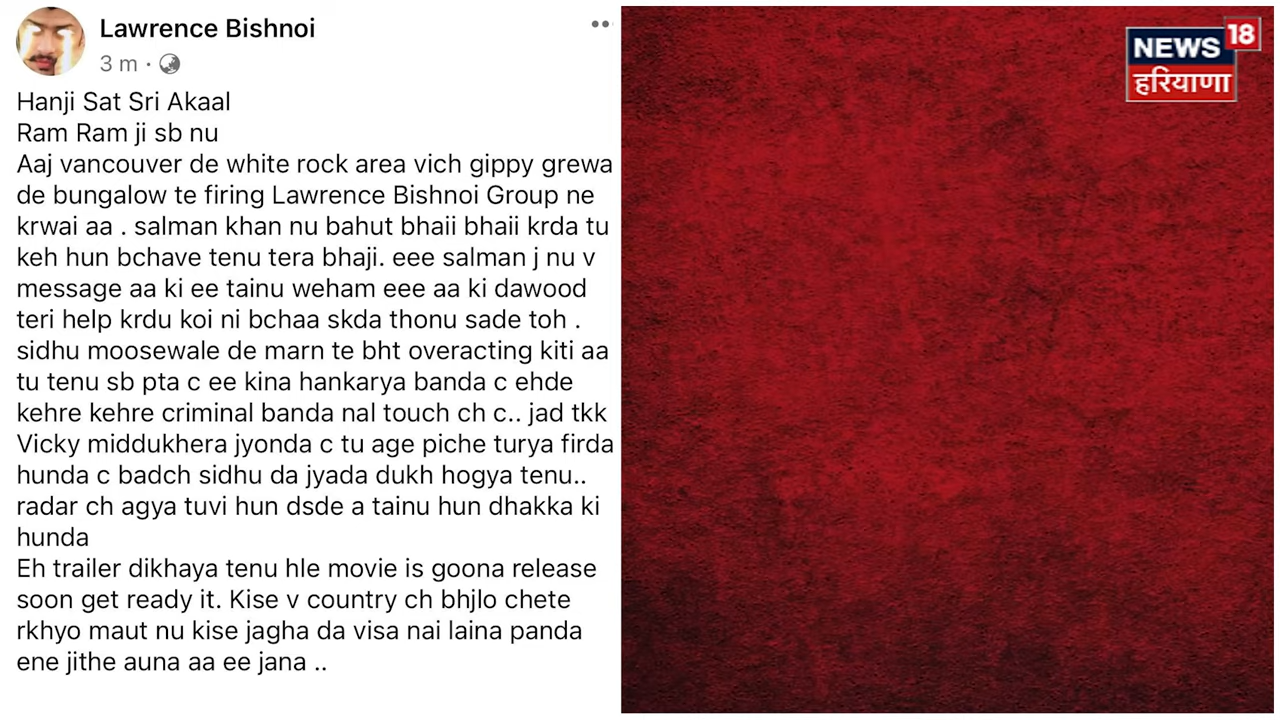 Lawrence Bishnoi
3 m
Hanji Sat Sri Akaal
Ram Ram ji sb nu
Aaj vancouver de white rock area vich gippy grewa
de bungalow te firing Lawrence Bishnoi Group ne
krwai aa . salman khan nu bahut bhaii bhaii krda tu
keh hun bchave tenu tera bhaji. eee salman j nu v
message aa ki ee tainu weham eee aa ki dawood
teri help krdu koi ni bchaa skda thonu sade toh .
sidhu moosewale de marn te bht overacting kiti aa
tu tenu sb pta c ee kina hankarya banda c ehde
kehre kehre criminal banda nal touch ch c.. jad tkk
Vicky middukhera jyonda c tu age piche turya firda
hunda c badch sidhu da jyada dukh hogya tenu..
radar ch agya tuvi hun dsde a tainu hun dhakka ki
hunda
Eh trailer dikhaya tenu hle movie is goona release
soon get ready it. Kise v country ch bhjlo chete
rkhyo maut nu kise jagha da visa nai laina panda
ene jithe auna aa ee jana ..
NEWS 18
हरियाणा